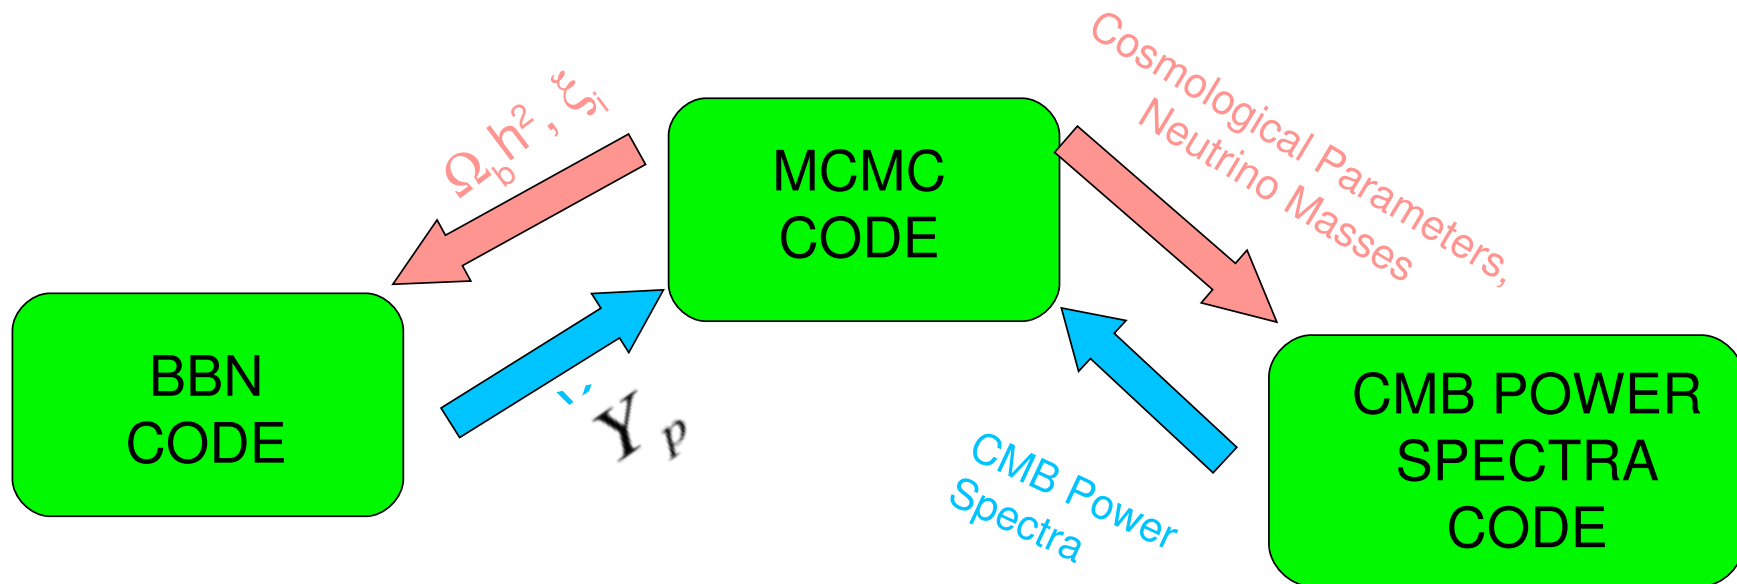 Ω_b h², ξ_i
Cosmological Parameters,
Neutrino Masses
MCMC
CODE
BBN
CODE
Y_p
CMB Power
Spectra
CMB POWER
SPECTRA
CODE